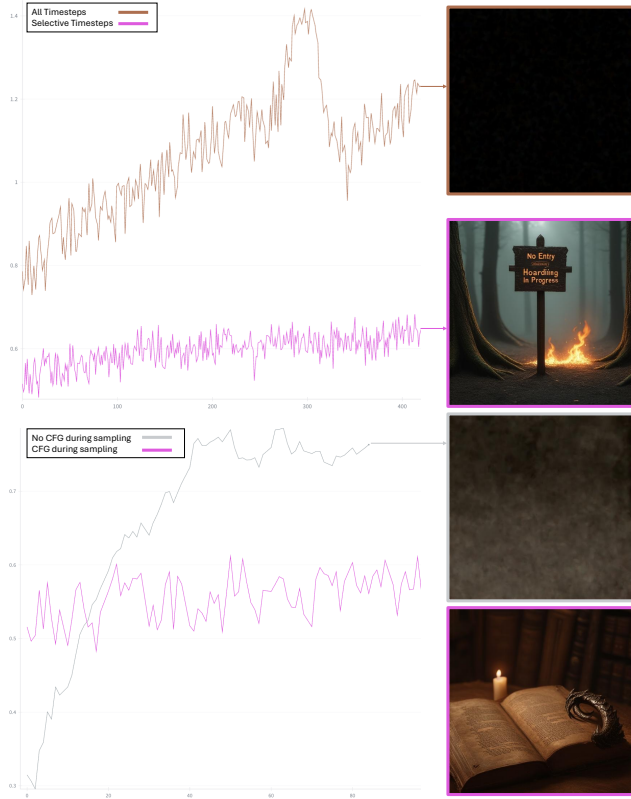 All Timesteps
Selective Timesteps
1.4
1.2
1
0.8
0.6
100
200
300
400
No Entry
Hoardiiing
In Progress
No CFG during sampling
CFG during sampling
0.7
0.6
0.5
0.4
0.3
0
20
40
60
80